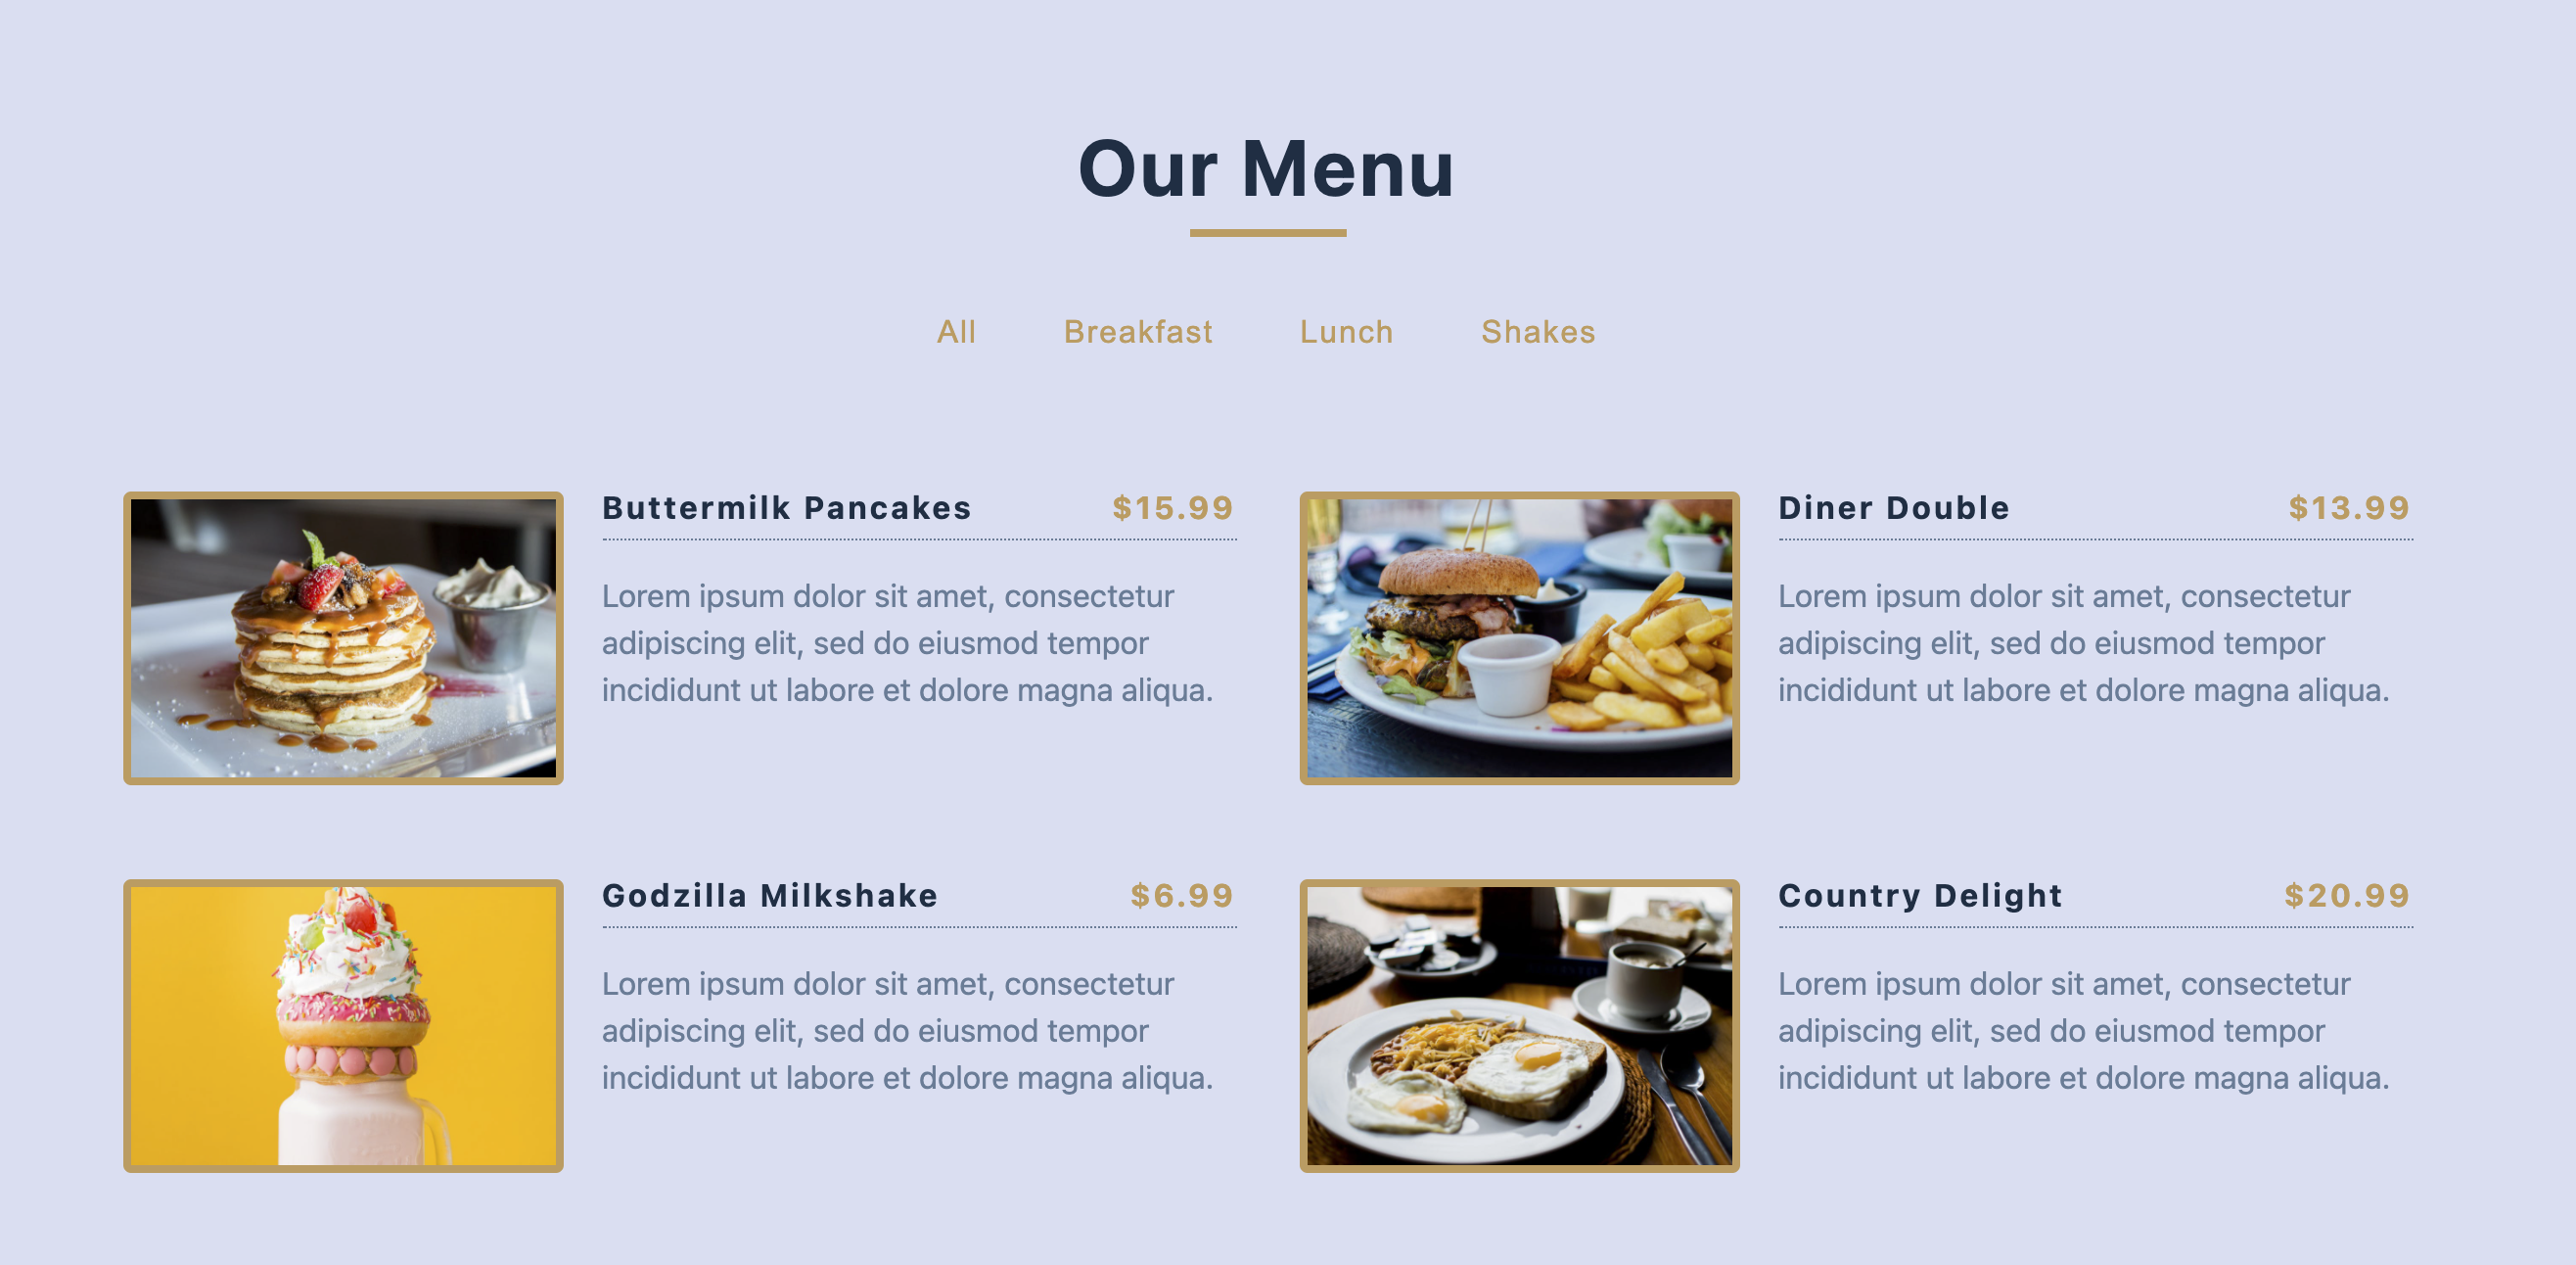 Our Menu
All Breakfast Lunch Shakes
Buttermilk Pancakes $15.99
Lorem ipsum dolor sit amet, consectetur
adipiscing elit, sed do eiusmod tempor
incididunt ut labore et dolore magna aliqua.
Diner Double $13.99
Lorem ipsum dolor sit amet, consectetur
adipiscing elit, sed do eiusmod tempor
incididunt ut labore et dolore magna aliqua.
Godzilla Milkshake $6.99
Lorem ipsum dolor sit amet, consectetur
adipiscing elit, sed do eiusmod tempor
incididunt ut labore et dolore magna aliqua.
Country Delight $20.99
Lorem ipsum dolor sit amet, consectetur
adipiscing elit, sed do eiusmod tempor
incididunt ut labore et dolore magna aliqua.